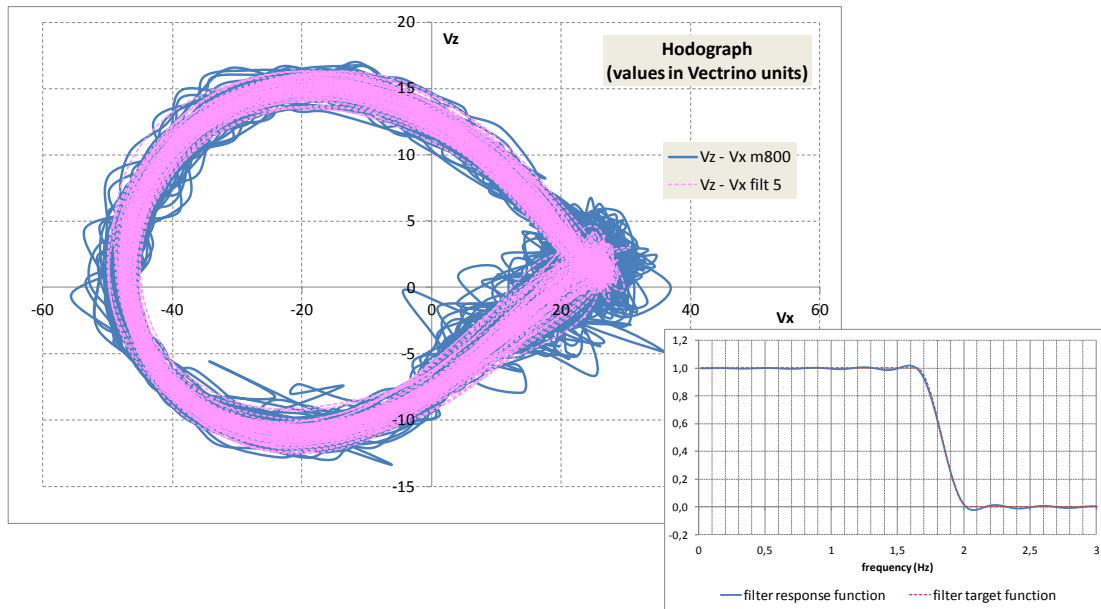 20
Vz
Hodograph
(values in Vectrino units)
15
Vz - Vx m800
10
Vz - Vx filt 5
5
0
-60 -40 -20 0 20 40 60
Vx
-5
-10
-15
1,2
1,0
0,8
0,6
0,4
0,2
0,0
-0,2
0 0,5 1 1,5 2 2,5 3
frequency (Hz)
filter response function filter target function